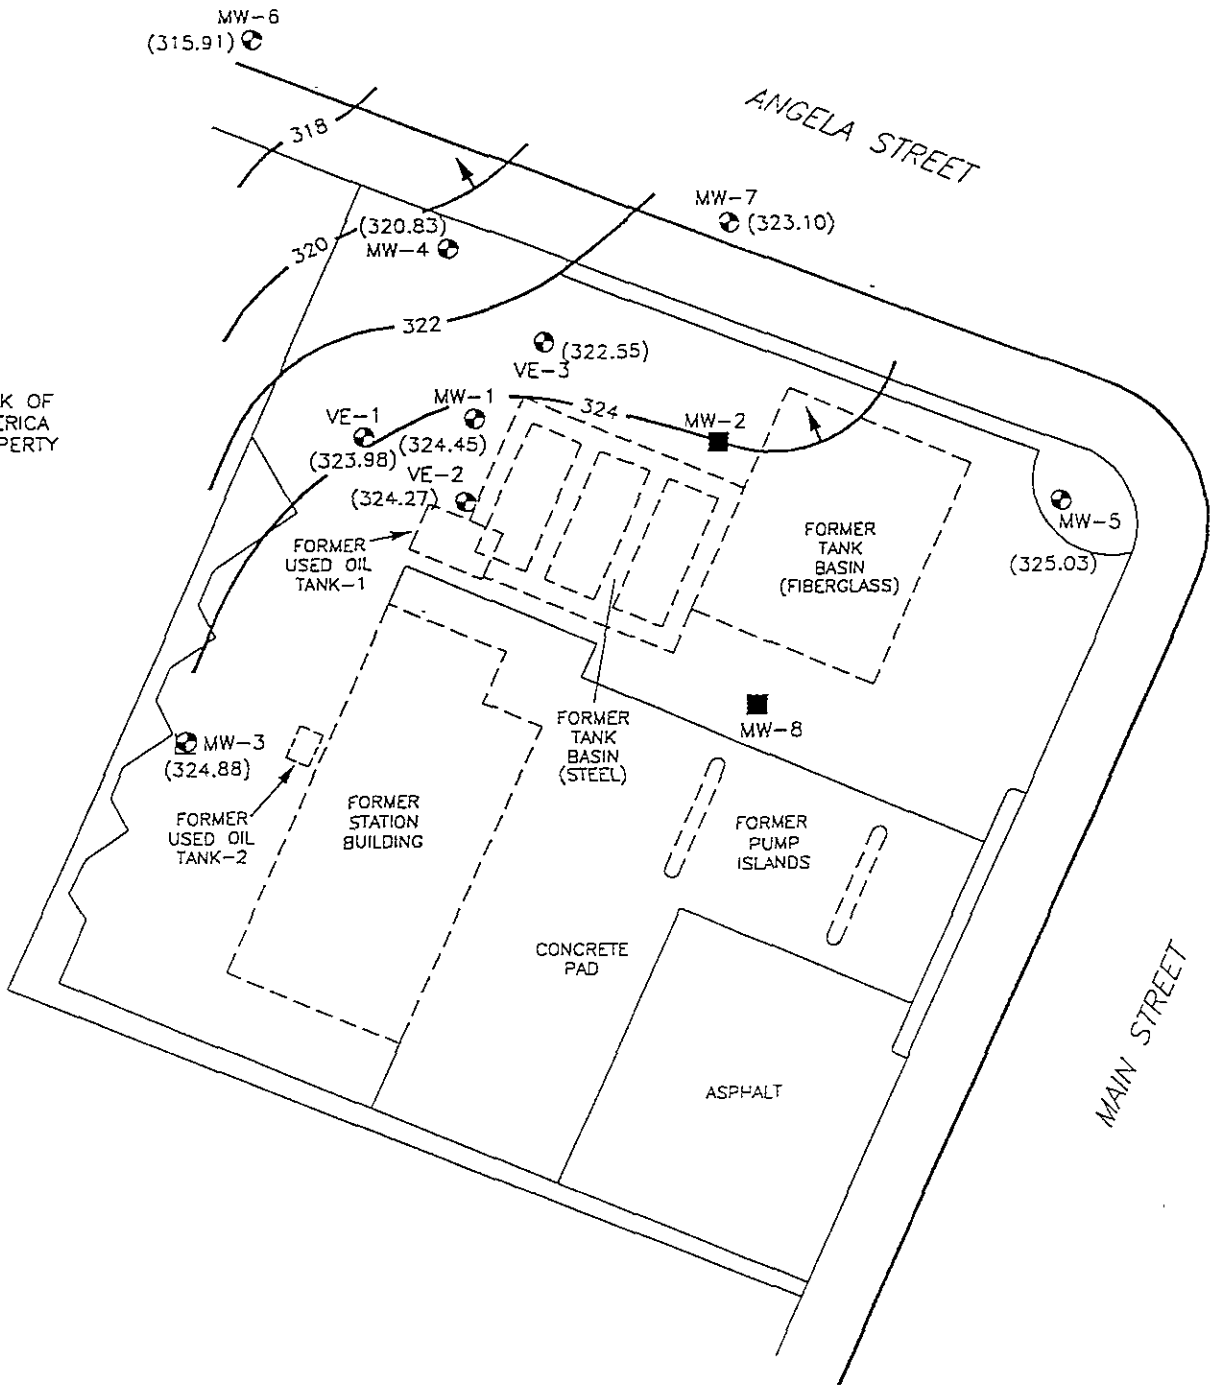 MW-6
(315.91)
ANGELA STREET
318
MW-7
(323.10)
(320.83)
MW-4
320
322
(322.55)
VE-3
K OF
ERICA
PERTY
MW-1
324
VE-1
MW-2
(324.45)
(323.98)
VE-2
(324.27)
MW-5
(325.03)
FORMER
USED OIL
TANK-1
FORMER
TANK
BASIN
(FIBERGLASS)
FORMER
TANK
BASIN
(STEEL)
MW-8
MW-3
(324.88)
FORMER
USED OIL
TANK-2
FORMER
STATION
BUILDING
FORMER
PUMP
ISLANDS
CONCRETE
PAD
ASPHALT
MAIN STREET